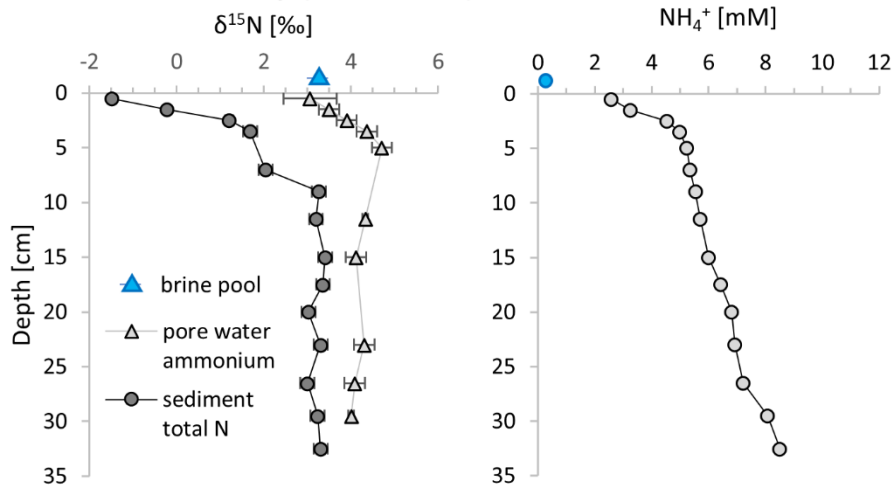 δ¹⁵N [‰]
-2 0 2 4 6
0
5
10
15
20
25
30
35
Depth [cm]
brine pool
pore water
ammonium
sediment
total N
NH₄⁺ [mM]
0 2 4 6 8 10 12
0
5
10
15
20
25
30
35